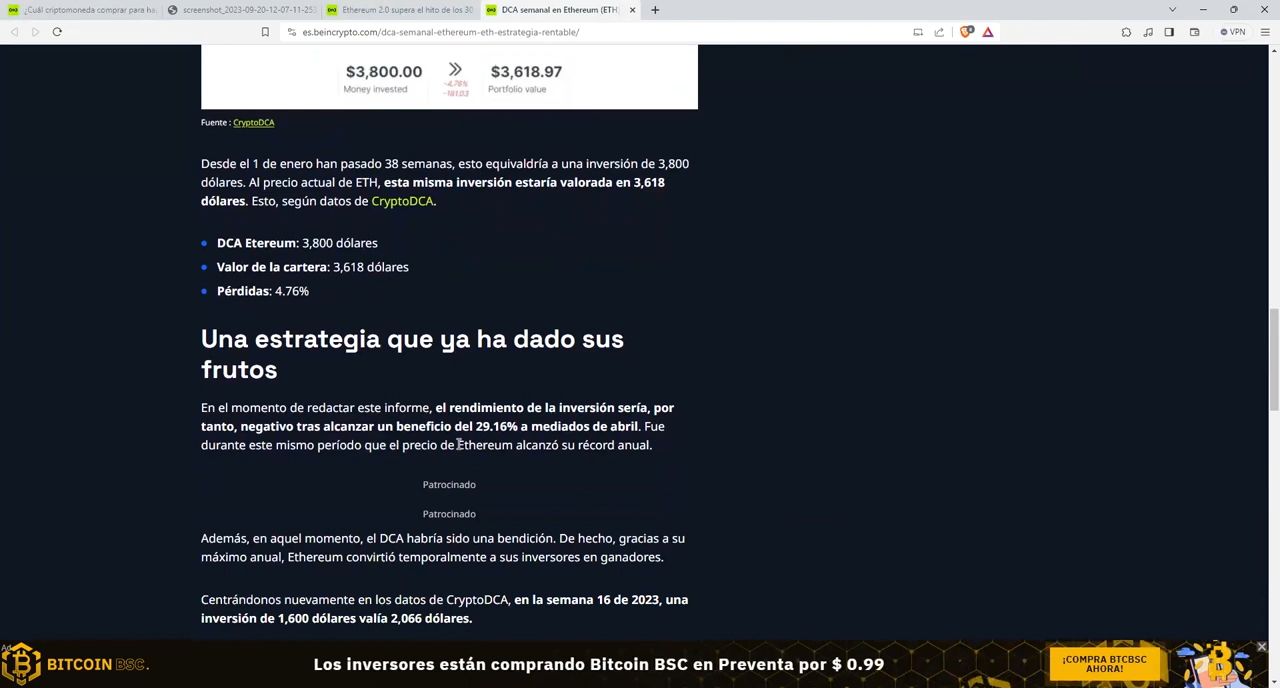 ¿Cuál criptomoneda comprar para ha
screenshot_2023-09-20-12-07-11-253
Ethereum 2.0 supera el hito de los 30
DCA semanal en Ethereum (ETH)
es.beincrypto.com/dca-semanal-ethereum-eth-estrategia-rentable/
VPN
$3,800.00
Money invested
-4.76%
-181.03
$3,618.97
Portfolio value
Fuente : CryptoDCA
Desde el 1 de enero han pasado 38 semanas, esto equivaldría a una inversión de 3,800
dólares. Al precio actual de ETH, esta misma inversión estaría valorada en 3,618
dólares. Esto, según datos de CryptoDCA.
DCA Etereum: 3,800 dólares
Valor de la cartera: 3,618 dólares
Pérdidas: 4.76%
Una estrategia que ya ha dado sus
frutos
En el momento de redactar este informe, el rendimiento de la inversión sería, por
tanto, negativo tras alcanzar un beneficio del 29.16% a mediados de abril. Fue
durante este mismo período que el precio de Ethereum alcanzó su récord anual.
Patrocinado
Patrocinado
Además, en aquel momento, el DCA habría sido una bendición. De hecho, gracias a su
máximo anual, Ethereum convirtió temporalmente a sus inversores en ganadores.
Centrándonos nuevamente en los datos de CryptoDCA, en la semana 16 de 2023, una
inversión de 1,600 dólares valía 2,066 dólares.
Ad
BITCOIN BSC.
Los inversores están comprando Bitcoin BSC en Preventa por $ 0.99
¡COMPRA BTCBSC
AHORA!